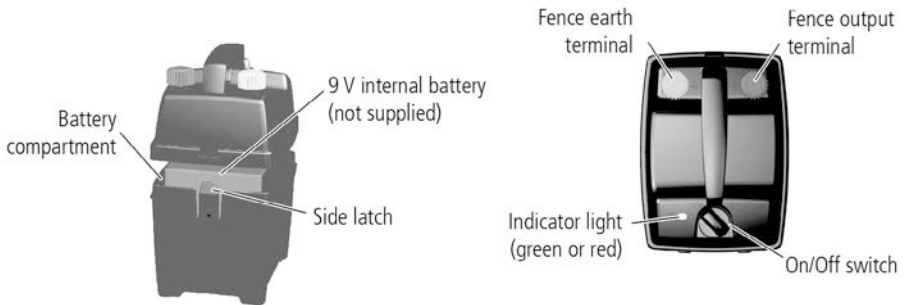 Battery
compartment
9 V internal battery
(not supplied)
Side latch
Fence earth
terminal
Fence output
terminal
Indicator light
(green or red)
On/Off switch